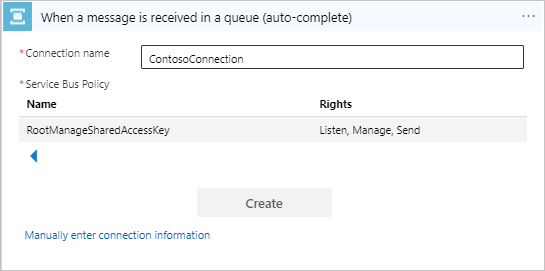 When a message is received in a queue (auto-complete)
* Connection name
ContosoConnection
* Service Bus Policy
Name Rights
RootManageSharedAccessKey Listen, Manage, Send
Create
Manually enter connection information